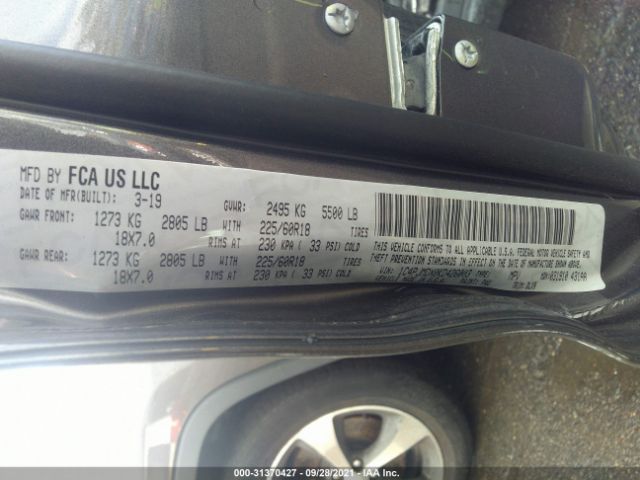 MFD BY FCA US LLC
DATE OF MFR(BUILT): 3-19 GVWR: 2495 KG 5500 LB
GAWR FRONT: 1273 KG 2805 LB WITH 225/60R18 TIRES
18X7.0 RIMS AT 230 KPA ( 33 PSI) COLD
GAWR REAR: 1273 KG 2805 LB WITH 225/60R18 TIRES
18X7.0 RIMS AT 230 KPA ( 33 PSI) COLD
THIS VEHICLE CONFORMS TO ALL APPLICABLE U.S.A. FEDERAL MOTOR VEHICLE SAFETY AND
THEFT PREVENTION STANDARDS IN EFFECT ON THE DATE OF MANUFACTURE SHOWN ABOVE.
VIN: TYPE: MPV MDH:
000-31370427 - 09/28/2021 - IAA Inc.